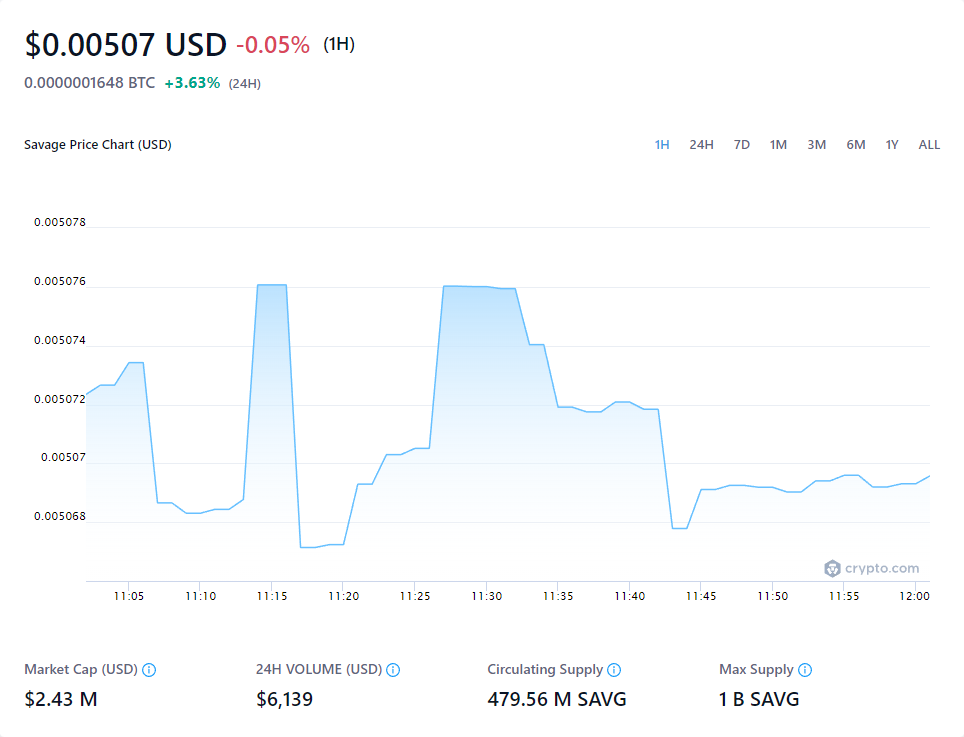 $0.00507 USD -0.05% (1H)
0.0000001648 BTC +3.63% (24H)
Savage Price Chart (USD)
1H 24H 7D 1M 3M 6M 1Y ALL
0.005078
0.005076
0.005074
0.005072
0.00507
0.005068
crypto.com
11:05 11:10 11:15 11:20 11:25 11:30 11:35 11:40 11:45 11:50 11:55 12:00
Market Cap (USD) 24H VOLUME (USD) Circulating Supply Max Supply
$2.43 M $6,139 479.56 M SAVG 1 B SAVG